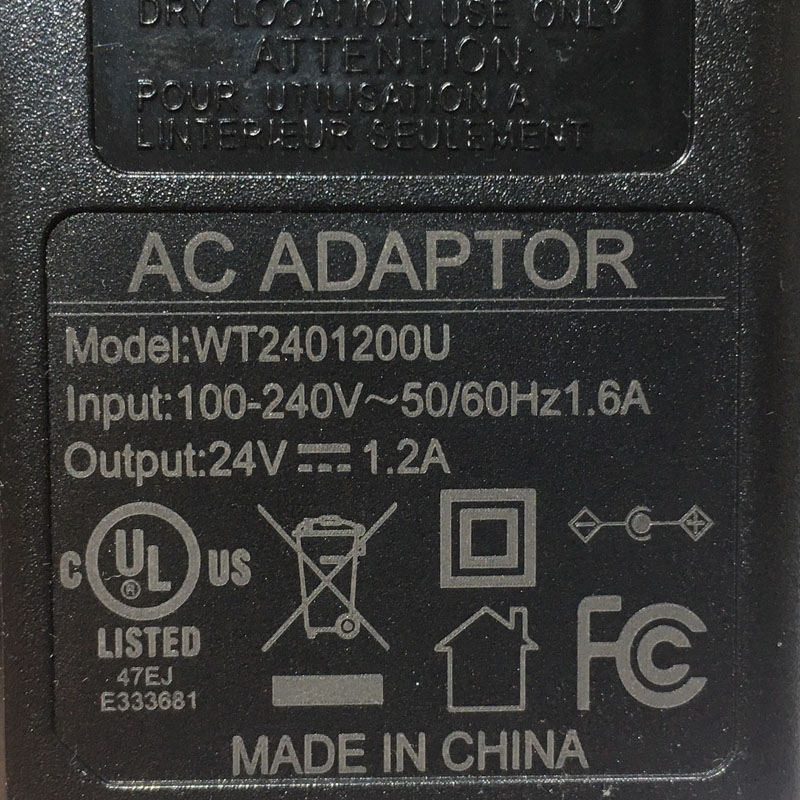 DRY LOCATION USE ONLY
ATTENTION:
POUR UTILISATION A
LINTERIEUR SEULEMENT
AC ADAPTOR
Model:WT2401200U
Input:100-240V~50/60Hz1.6A
Output:24V⎓1.2A
C UL® US
LISTED
47EJ
E333681
FC
MADE IN CHINA